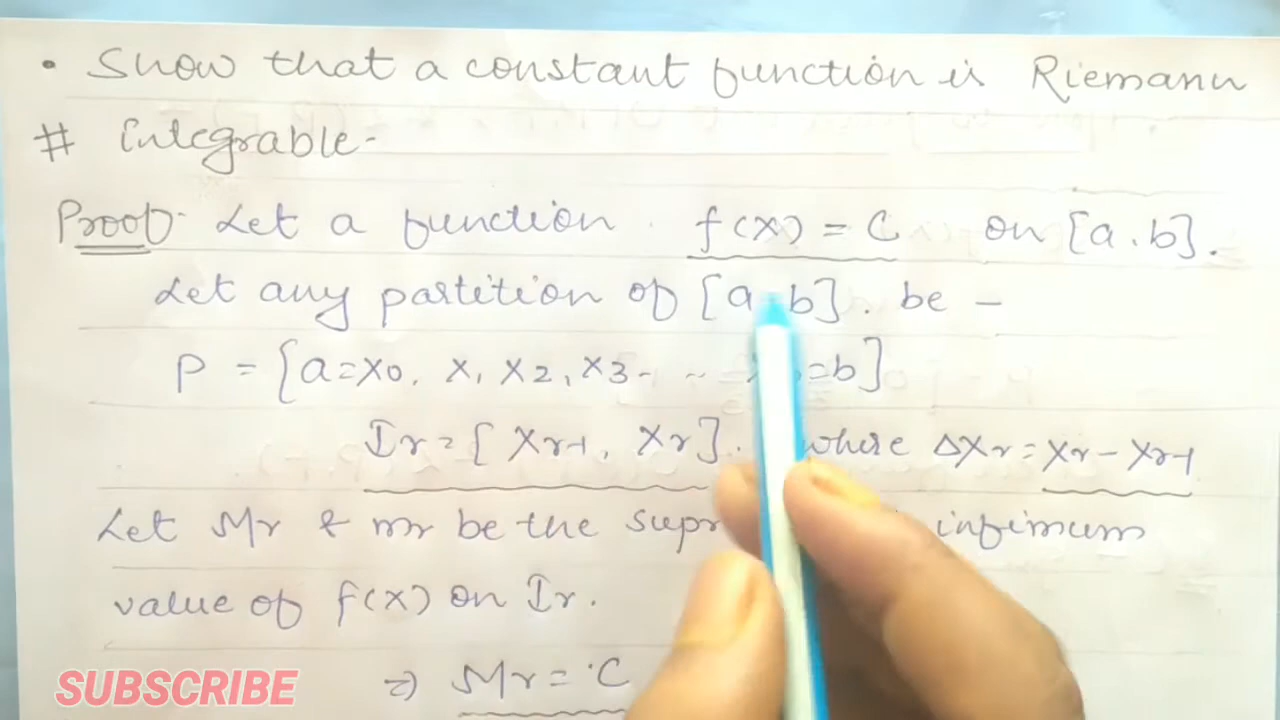 • Show that a constant function is Riemann
# Integrable-
Proof- Let a function f(x) = C on [a,b].
Let any partition of [a b]. be -
P = {a=x0, x1 x2, x3- - =b]
Ir = [xr-1, xr]. where Δxr = xr - xr-1
Let Mr & mr be the infimum
value of f(x) on Ir.
⇒ Mr = C
SUBSCRIBE